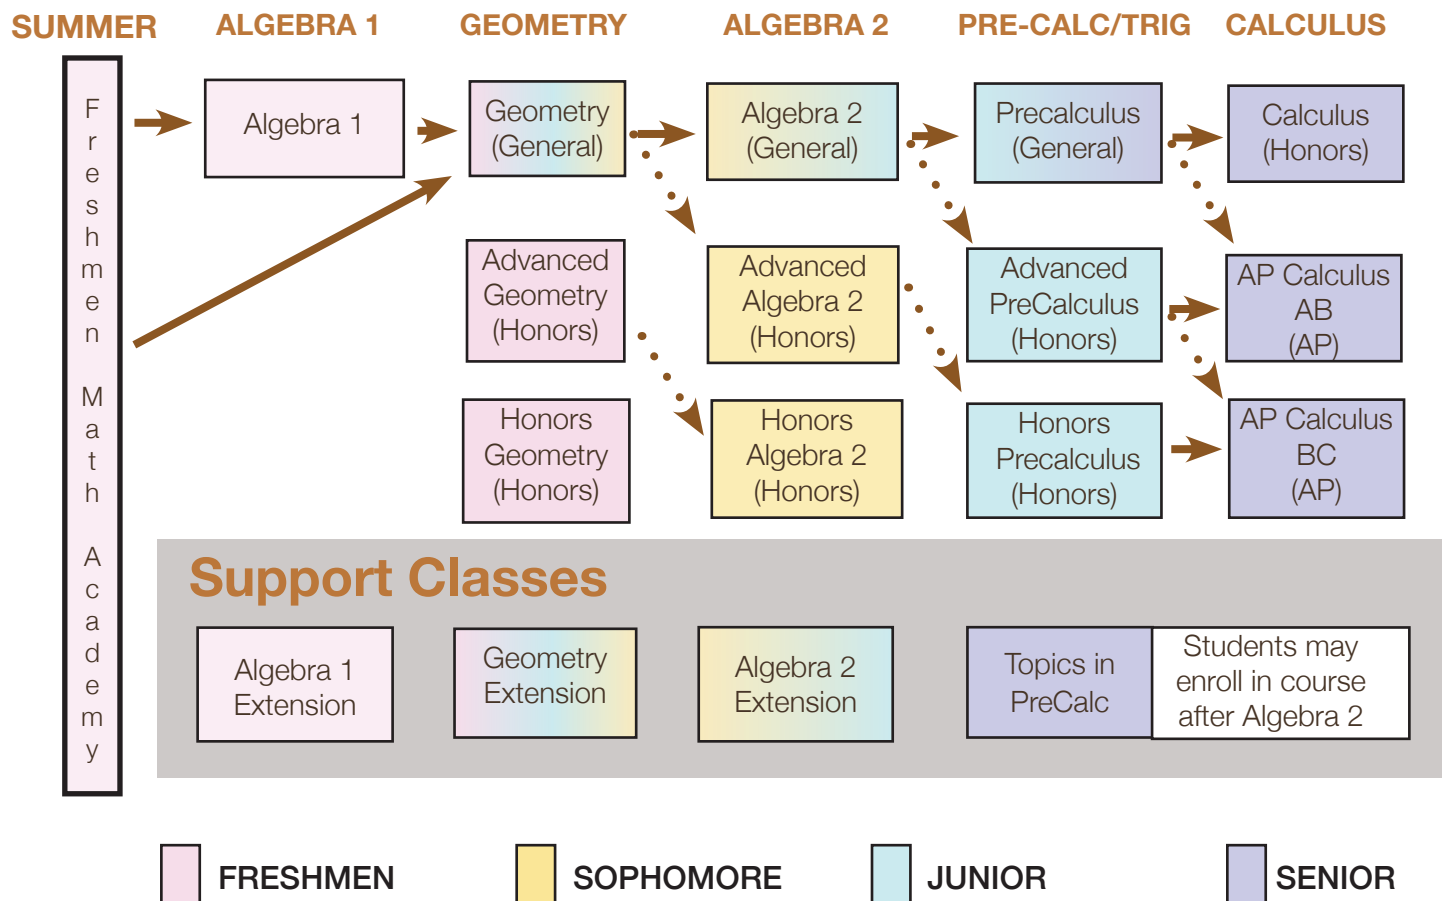 SUMMER
ALGEBRA 1
GEOMETRY
ALGEBRA 2
PRE-CALC/TRIG
CALCULUS
Freshmen Math Academy
Algebra 1
Geometry
(General)
Algebra 2
(General)
Precalculus
(General)
Calculus
(Honors)
Advanced
Geometry
(Honors)
Advanced
Algebra 2
(Honors)
Advanced
PreCalculus
(Honors)
AP Calculus
AB
(AP)
Honors
Geometry
(Honors)
Honors
Algebra 2
(Honors)
Honors
Precalculus
(Honors)
AP Calculus
BC
(AP)
Support Classes
Algebra 1
Extension
Geometry
Extension
Algebra 2
Extension
Topics in
PreCalc
Students may
enroll in course
after Algebra 2
FRESHMEN
SOPHOMORE
JUNIOR
SENIOR